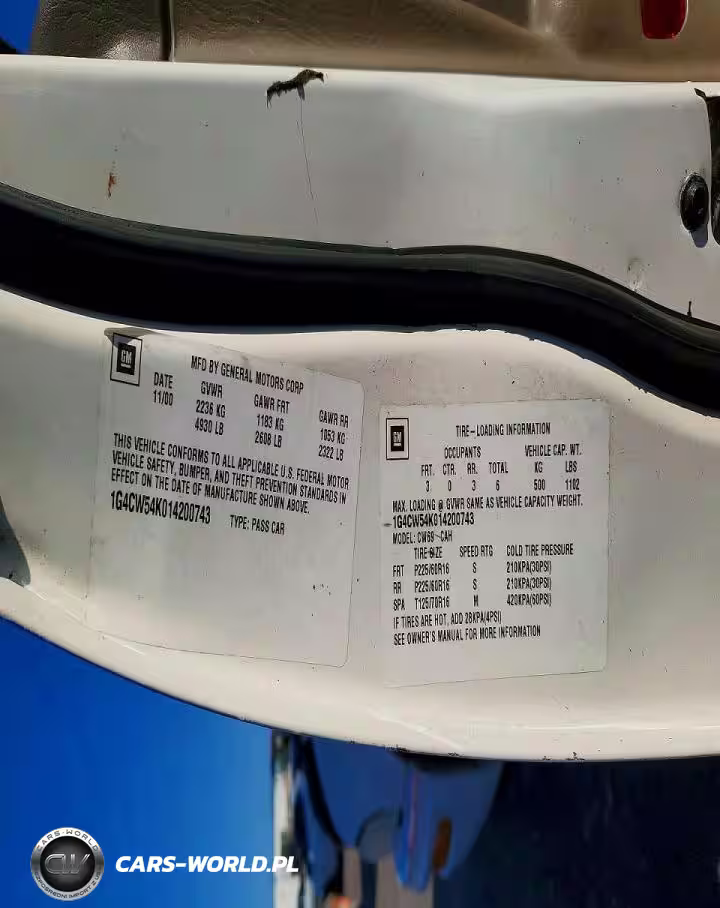 GM
MFD BY GENERAL MOTORS CORP
DATE GVWR GAWR FRT GAWR RR
11/00 2236 KG 1183 KG 1053 KG
4930 LB 2608 LB 2322 LB
THIS VEHICLE CONFORMS TO ALL APPLICABLE U.S. FEDERAL MOTOR
VEHICLE SAFETY, BUMPER, AND THEFT PREVENTION STANDARDS IN
EFFECT ON THE DATE OF MANUFACTURE SHOWN ABOVE.
1G4CW54K014200743 TYPE: PASS CAR
GM
TIRE-LOADING INFORMATION
OCCUPANTS VEHICLE CAP. WT.
FRT. CTR. RR. TOTAL KG LBS
3 0 3 6 500 1102
MAX. LOADING @ GVWR SAME AS VEHICLE CAPACITY WEIGHT.
1G4CW54K014200743
MODEL: CW69-CAH
TIRE SIZE SPEED RTG COLD TIRE PRESSURE
FRT P225/60R16 S 210KPA(30PSI)
RR P225/60R16 S 210KPA(30PSI)
SPA T125/70R16 M 420KPA(60PSI)
IF TIRES ARE HOT, ADD 28KPA(4PSI)
SEE OWNER'S MANUAL FOR MORE INFORMATION
CARS-WORLD
CW
CARS-WORLD.PL